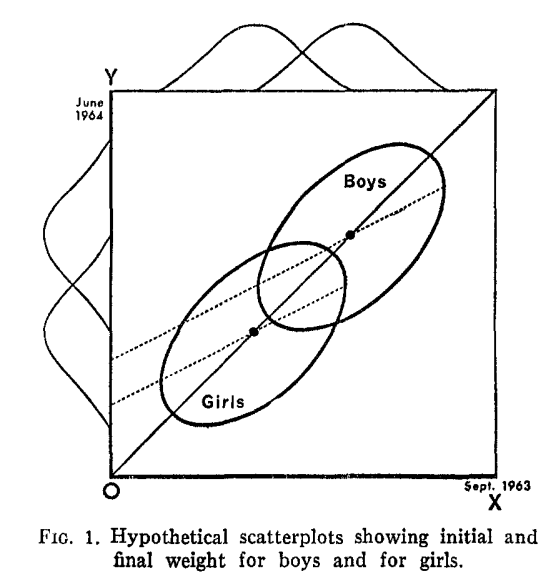 Y
June
1964
Boys
Girls
O
Sept. 1963
X
FIG. 1. Hypothetical scatterplots showing initial and
final weight for boys and for girls.